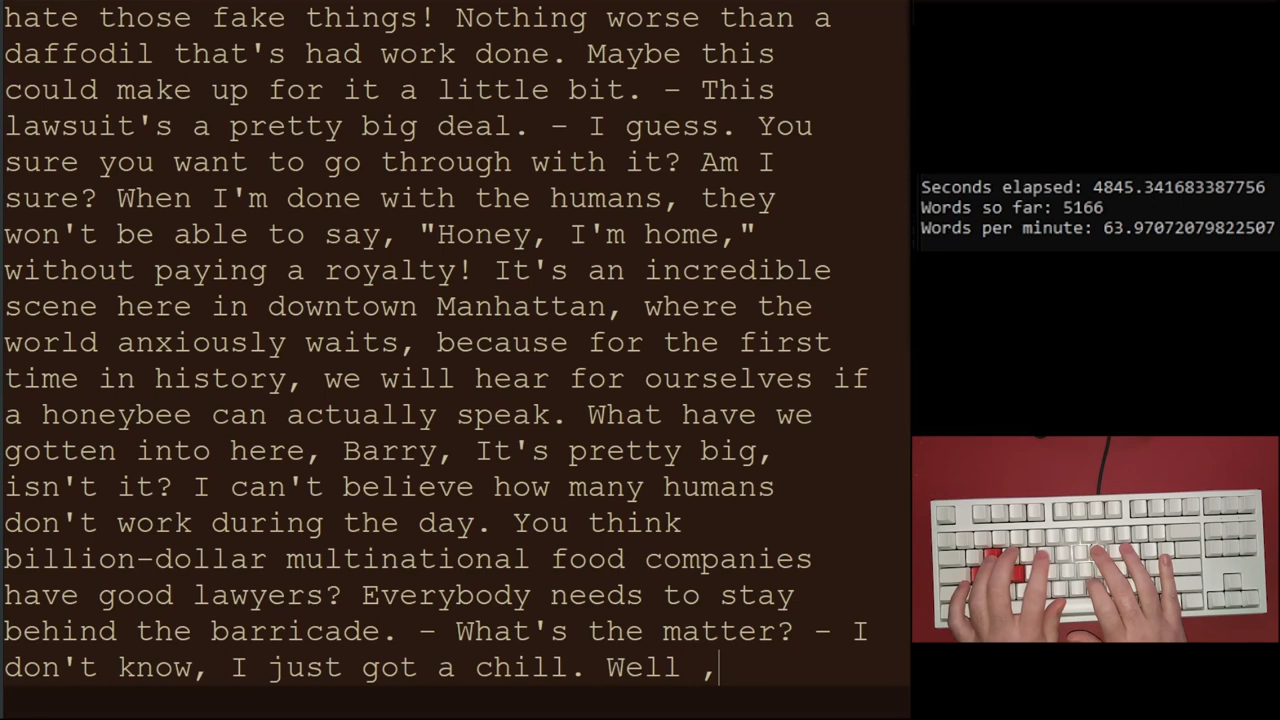 hate those fake things! Nothing worse than a
daffodil that's had work done. Maybe this
could make up for it a little bit. - This
lawsuit's a pretty big deal. - I guess. You
sure you want to go through with it? Am I
sure? When I'm done with the humans, they
won't be able to say, "Honey, I'm home,"
without paying a royalty! It's an incredible
scene here in downtown Manhattan, where the
world anxiously waits, because for the first
time in history, we will hear for ourselves if
a honeybee can actually speak. What have we
gotten into here, Barry, It's pretty big,
isn't it? I can't believe how many humans
don't work during the day. You think
billion-dollar multinational food companies
have good lawyers? Everybody needs to stay
behind the barricade. - What's the matter? - I
don't know, I just got a chill. Well ,
Seconds elapsed: 4845.341683387756
Words so far: 5166
Words per minute: 63.97072079822507